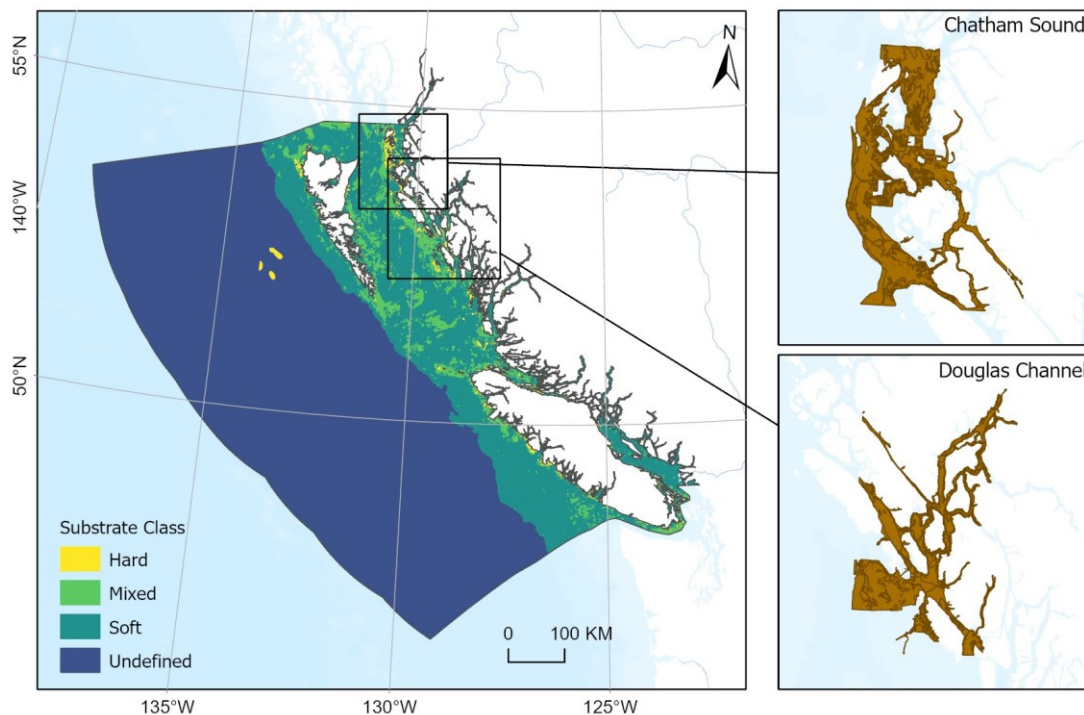 Chatham Sound
N
55°N
140°W
50°N
Douglas Channel
Substrate Class
Hard
Mixed
Soft
Undefined
0 100 KM
135°W 130°W 125°W